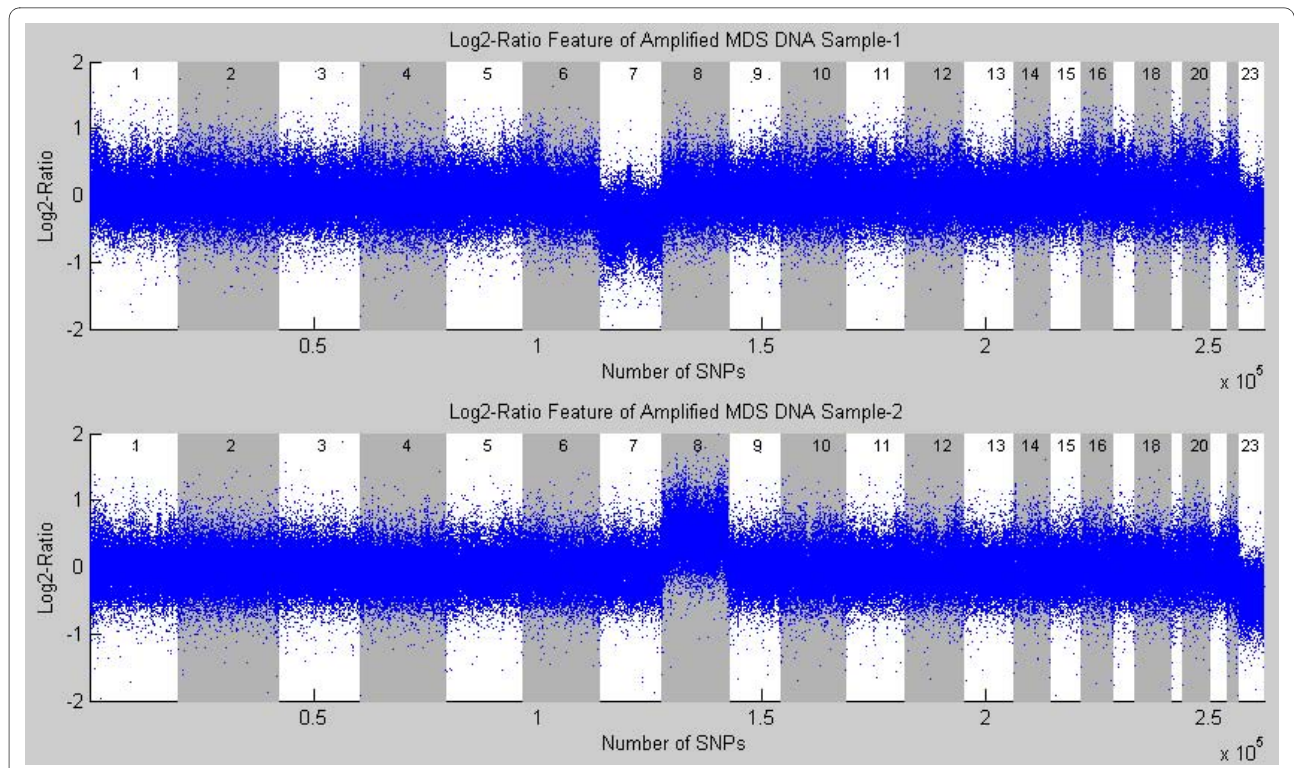 Log2-Ratio Feature of Amplified MDS DNA Sample-1
2
1
0
-1
-2
Log2-Ratio
1 2 3 4 5 6 7 8 9 10 11 12 13 14 15 16 18 20 23
0.5 1 1.5 2 2.5
Number of SNPs
x 10^5
Log2-Ratio Feature of Amplified MDS DNA Sample-2
2
1
0
-1
-2
Log2-Ratio
1 2 3 4 5 6 7 8 9 10 11 12 13 14 15 16 18 20 23
0.5 1 1.5 2 2.5
Number of SNPs
x 10^5